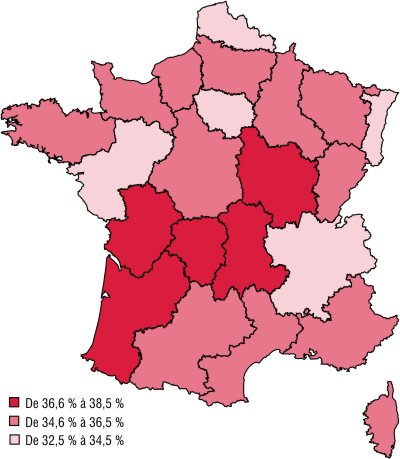 De 36,6 % à 38,5 %
De 34,6 % à 36,5 %
De 32,5 % à 34,5 %